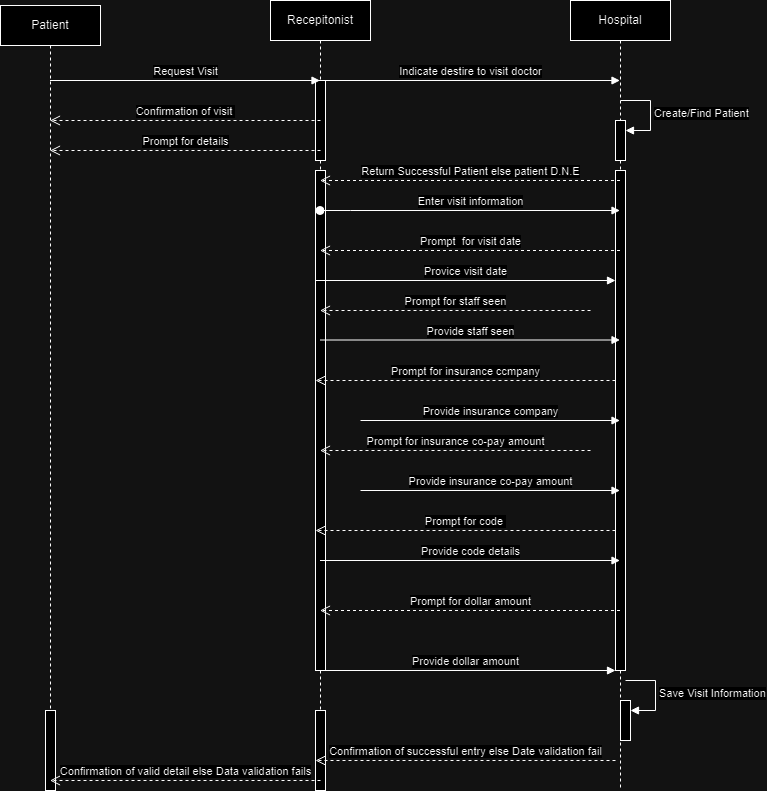 Patient
Recepitonist
Hospital
Request Visit
Indicate destire to visit doctor
Confirmation of visit
Create/Find Patient
Prompt for details
Return Successful Patient else patient D.N.E
Enter visit information
Prompt for visit date
Provice visit date
Prompt for staff seen
Provide staff seen
Prompt for insurance ccmpany
Provide insurance company
Prompt for insurance co-pay amount
Provide insurance co-pay amount
Prompt for code
Provide code details
Prompt for dollar amount
Provide dollar amount
Save Visit Information
Confirmation of successful entry else Date validation fail
Confirmation of valid detail else Data validation fails